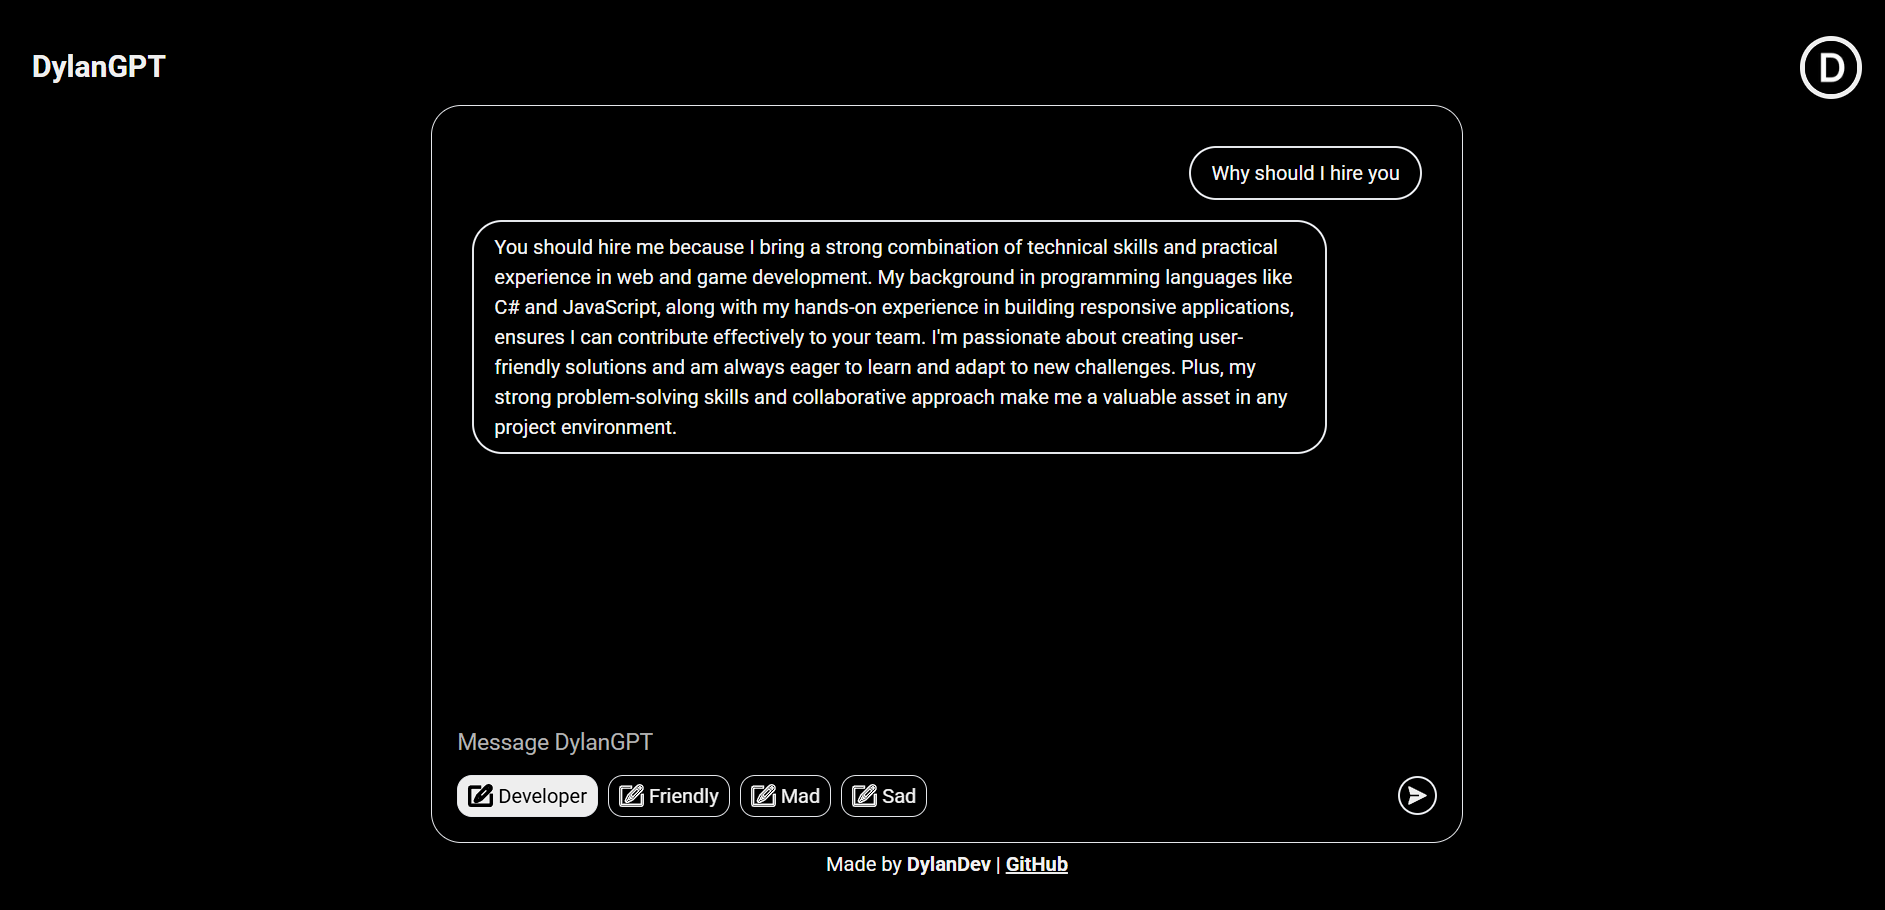 DylanGPT
D
Why should I hire you
You should hire me because I bring a strong combination of technical skills and practical
experience in web and game development. My background in programming languages like
C# and JavaScript, along with my hands-on experience in building responsive applications,
ensures I can contribute effectively to your team. I'm passionate about creating user-
friendly solutions and am always eager to learn and adapt to new challenges. Plus, my
strong problem-solving skills and collaborative approach make me a valuable asset in any
project environment.
Message DylanGPT
Developer Friendly Mad Sad
Made by DylanDev | GitHub